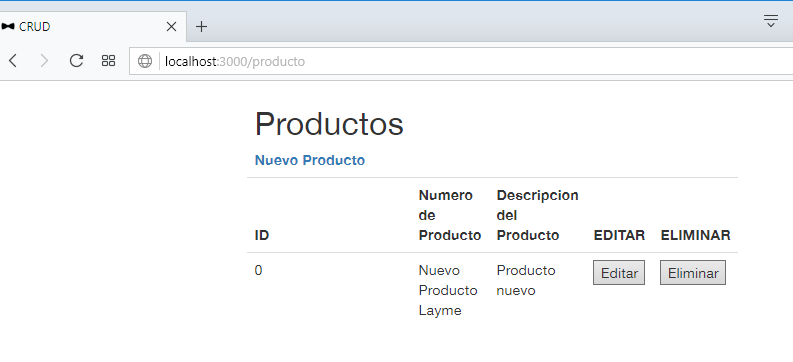 CRUD
localhost:3000/producto
Productos
Nuevo Producto
ID Numero de Producto Descripcion del Producto EDITAR ELIMINAR
0 Nuevo Producto Layme Producto nuevo Editar Eliminar